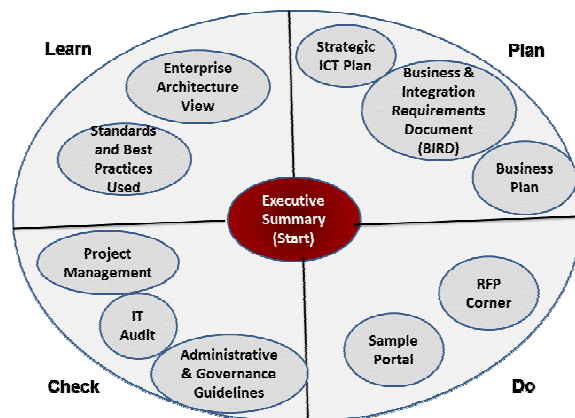 Learn
Plan
Enterprise
Architecture
View
Standards
and Best
Practices
Used
Strategic
ICT Plan
Business &
Integration
Requirements
Document
(BIRD)
Business
Plan
Executive
Summary
(Start)
Project
Management
IT
Audit
Administrative
& Governance
Guidelines
RFP
Corner
Sample
Portal
Check
Do